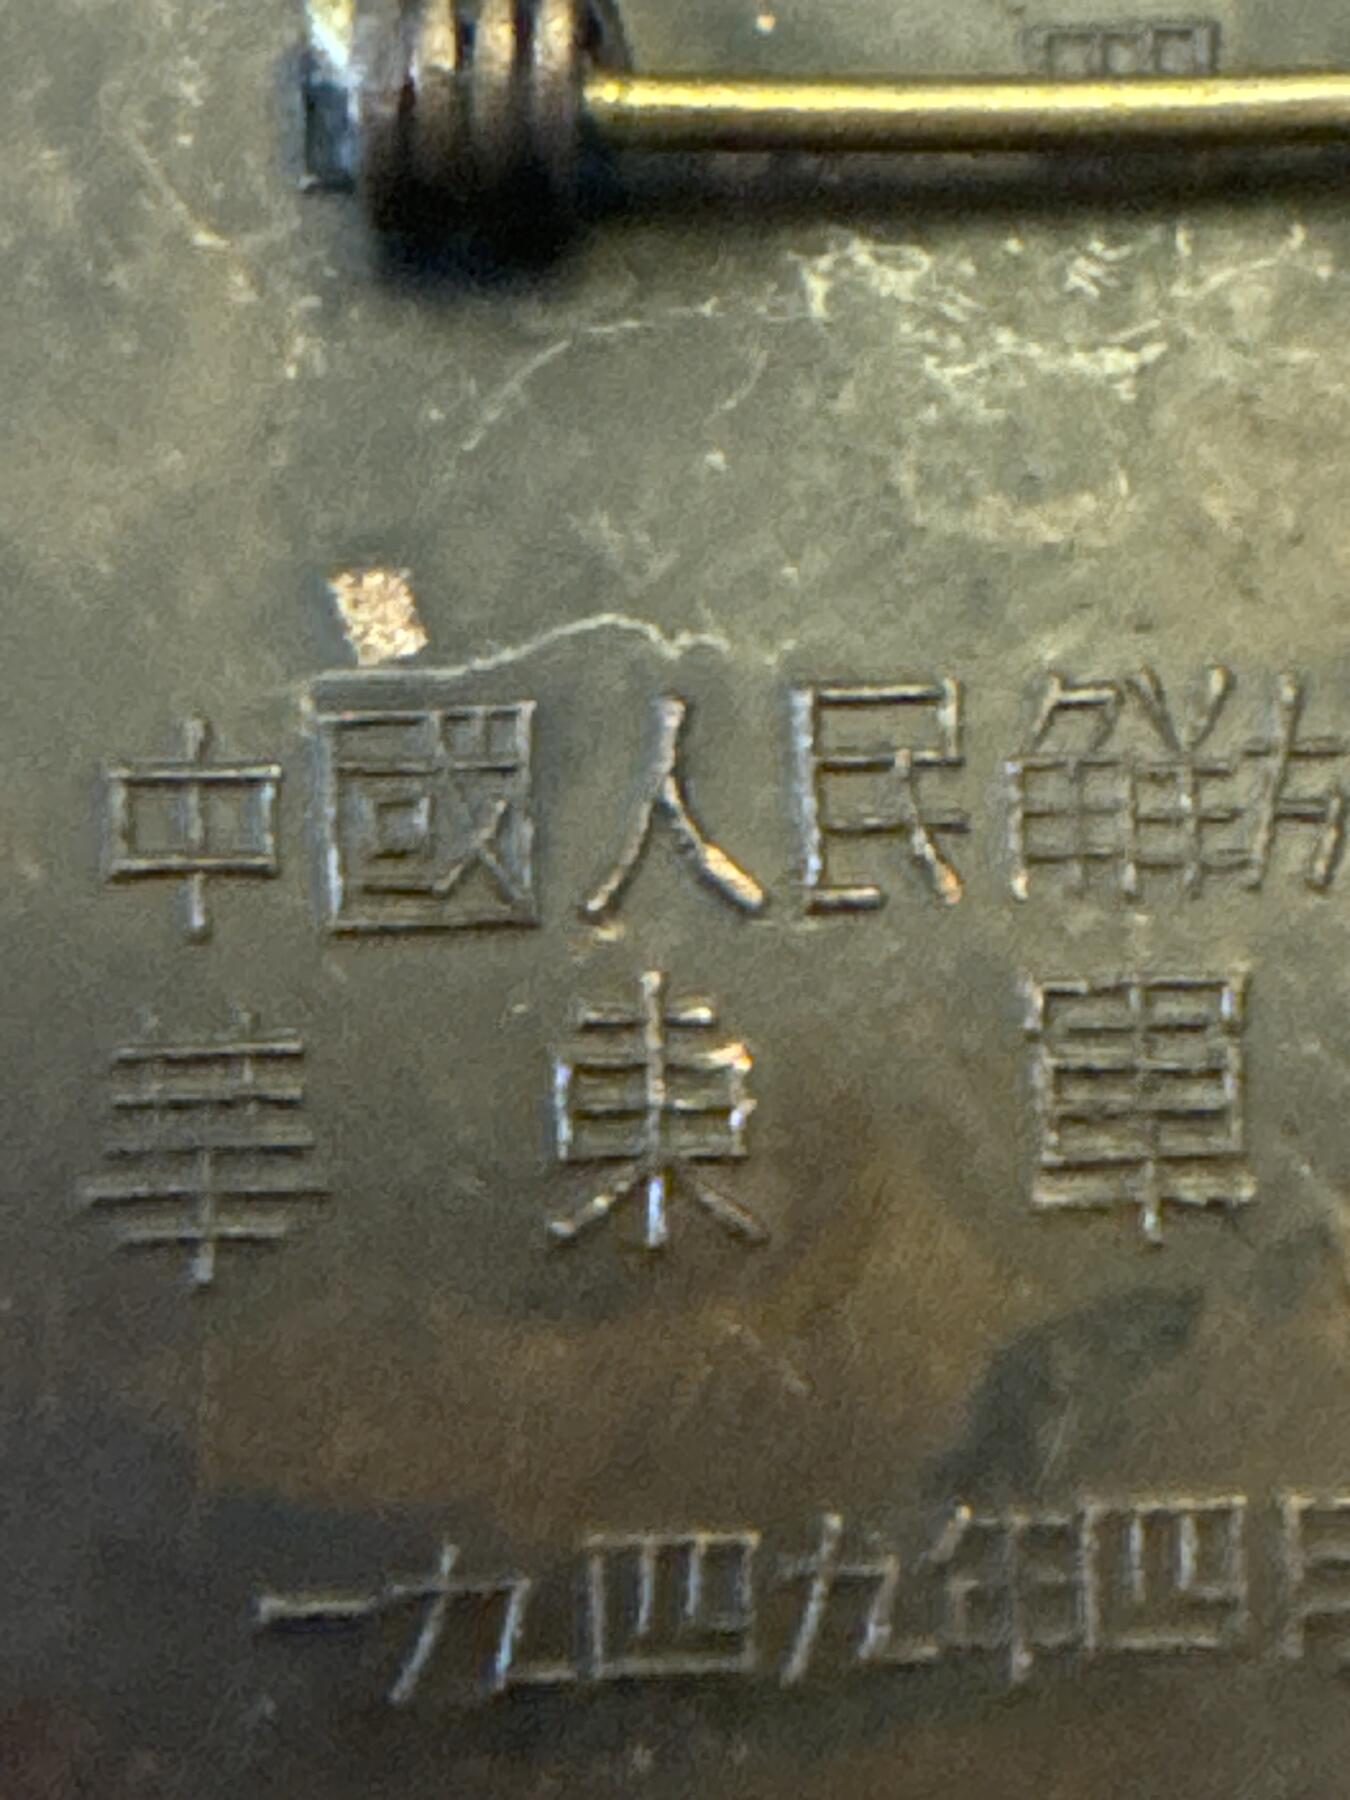 中國人民解放
華東軍
一九四九年四月